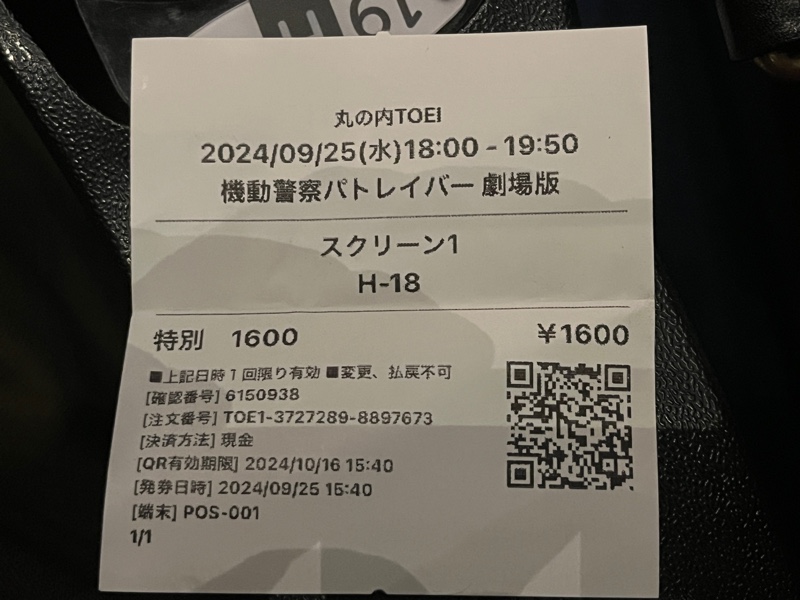 19E
丸の内TOEI
2024/09/25(水)18:00 - 19:50
機動警察パトレイバー 劇場版
スクリーン1
H-18
特別 1600 ¥1600
■上記日時1回限り有効 ■変更、払戻不可
[確認番号] 6150938
[注文番号] TOE1-3727289-8897673
[決済方法] 現金
[QR有効期限] 2024/10/16 15:40
[発券日時] 2024/09/25 15:40
[端末] POS-001
1/1